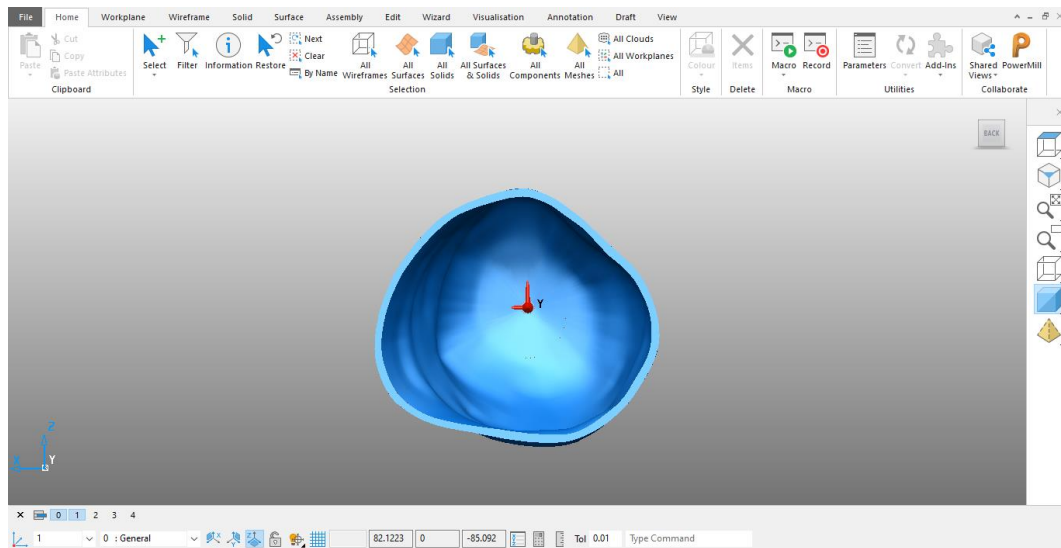 File Home Workplane Wireframe Solid Surface Assembly Edit Wizard Visualisation Annotation Draft View
Cut Next All Clouds
Copy Clear All Workplanes
Paste Paste Attributes Select Filter Information Restore By Name All Wireframes All Surfaces All Solids All Surfaces & Solids All Components All Meshes All Colour Items Macro Record Parameters Convert Add-Ins Shared Views PowerMill
Clipboard Selection Style Delete Macro Utilities Collaborate
BACK
Y
Z
X Y
0 1 2 3 4
1 0 : General 82.1223 0 -85.092 Tol 0.01 Type Command